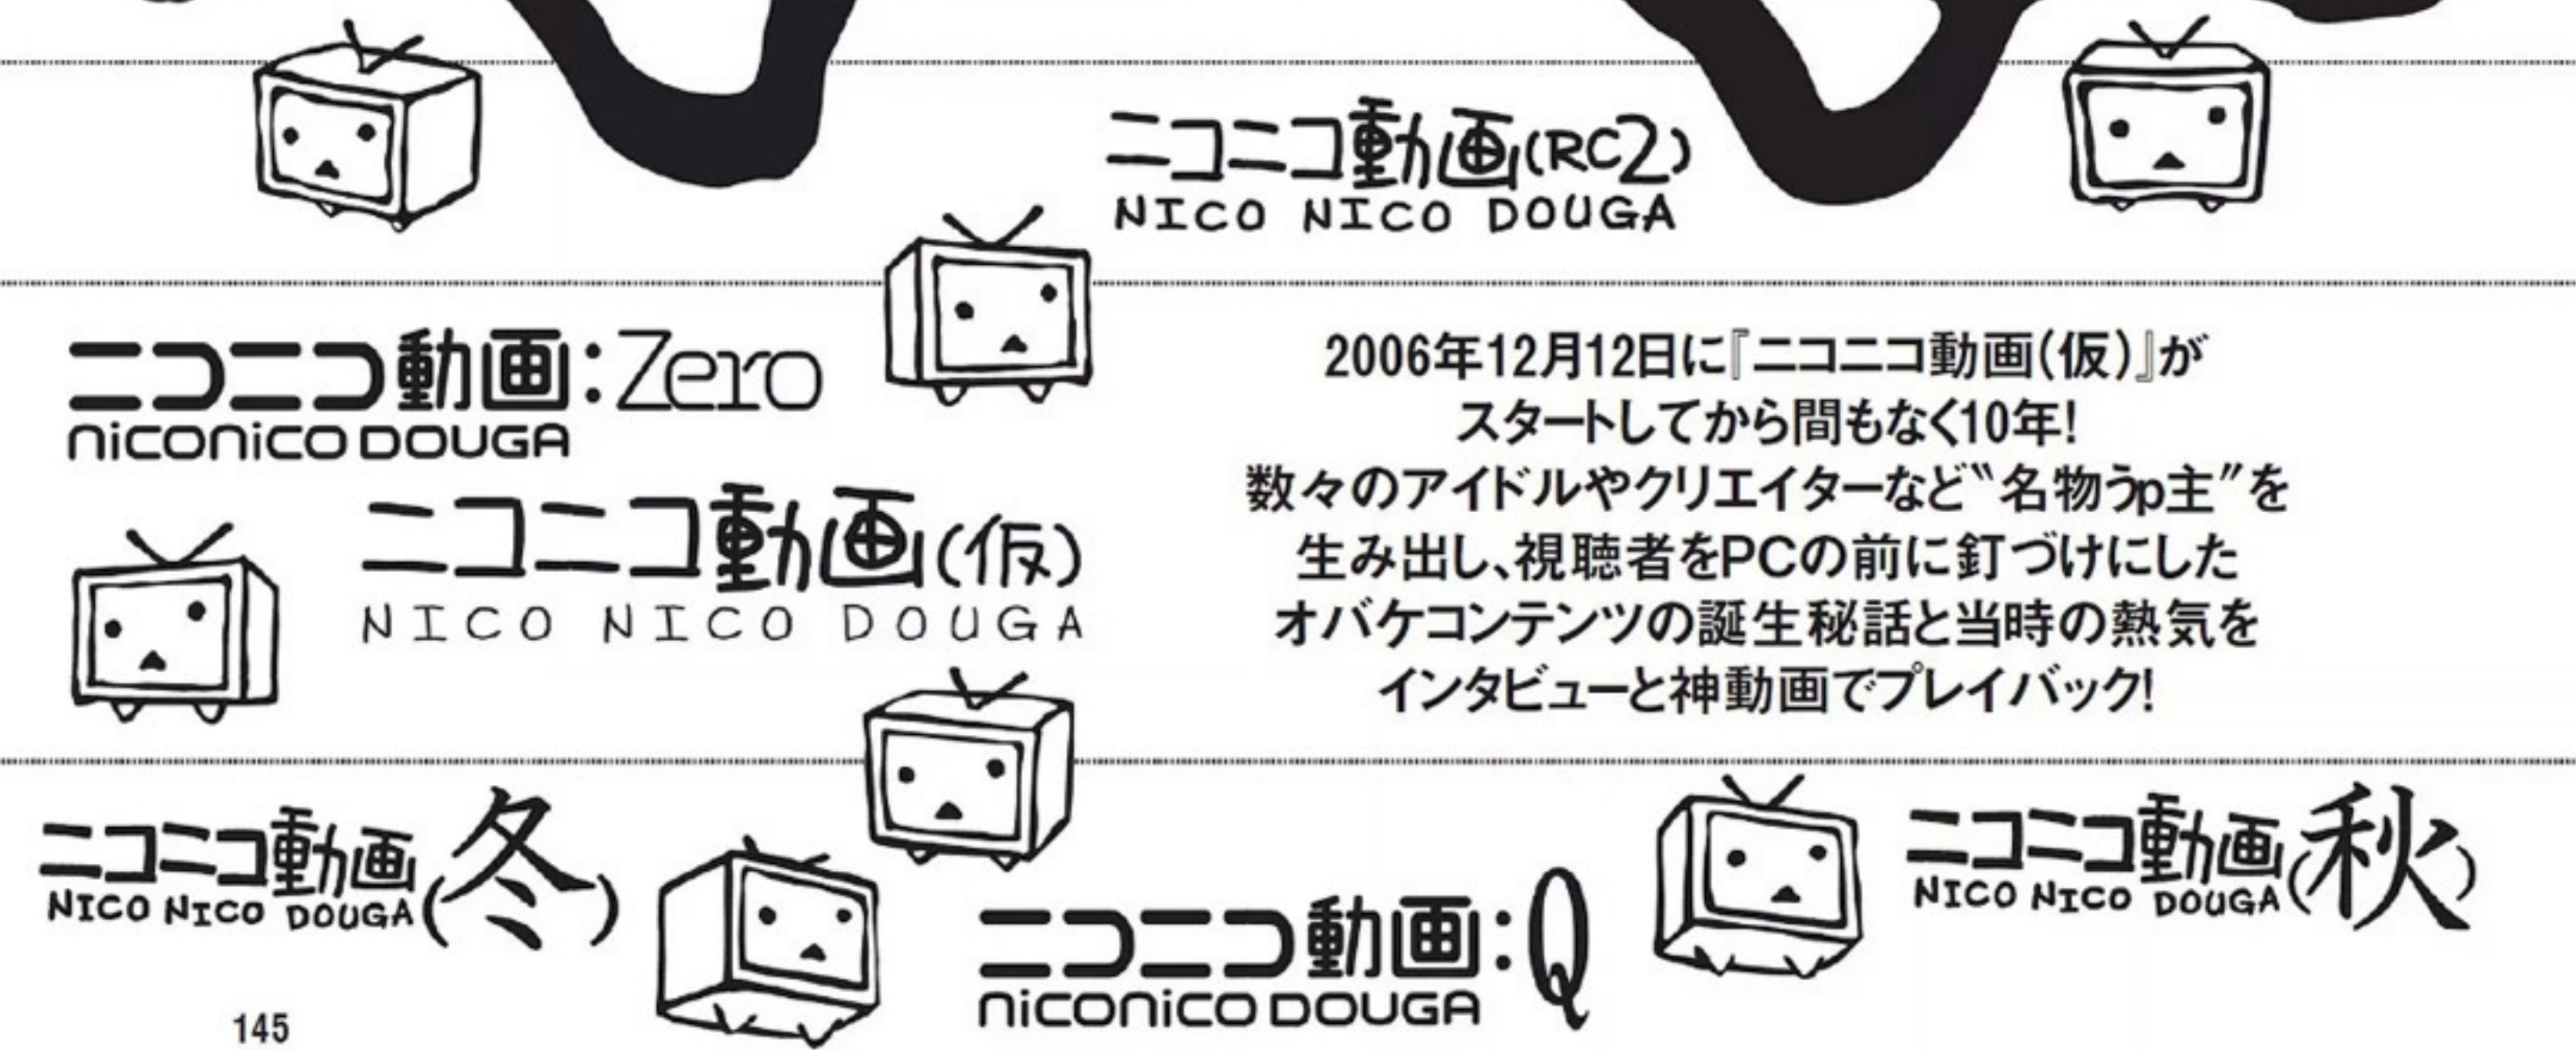 ニコニコ動画(RC2)
NICO NICO DOUGA
ニコニコ動画:Zero
niconico DOUGA
ニコニコ動画(仮)
NICO NICO DOUGA
2006年12月12日に『ニコニコ動画(仮)』が
スタートしてから間もなく10年!
数々のアイドルやクリエイターなど〝名物うp主〟を
生み出し、視聴者をPCの前に釘づけにした
オバケコンテンツの誕生秘話と当時の熱気を
インタビューと神動画でプレイバック!
ニコニコ動画(冬)
NICO NICO DOUGA
ニコニコ動画:Q
niconico DOUGA
ニコニコ動画(秋)
NICO NICO DOUGA
145